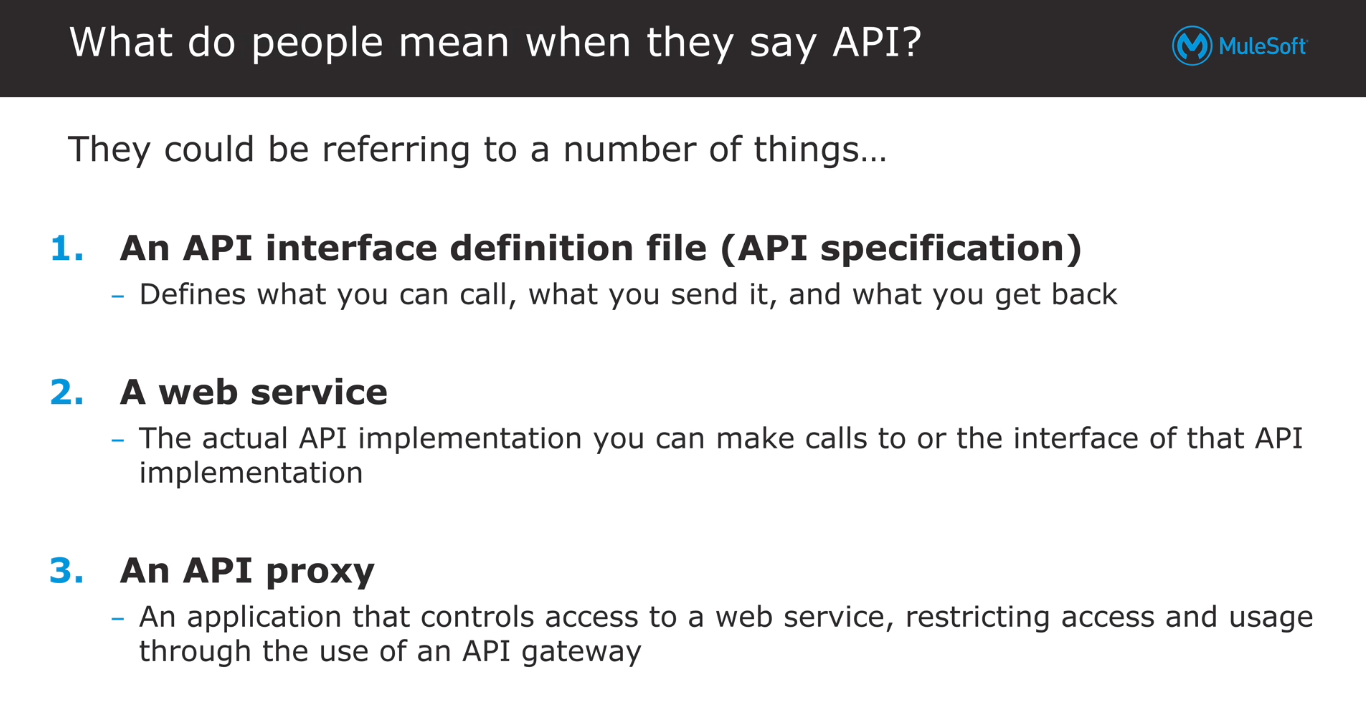 What do people mean when they say API?
MuleSoft
They could be referring to a number of things…
1. An API interface definition file (API specification)
– Defines what you can call, what you send it, and what you get back
2. A web service
– The actual API implementation you can make calls to or the interface of that API
implementation
3. An API proxy
– An application that controls access to a web service, restricting access and usage
through the use of an API gateway